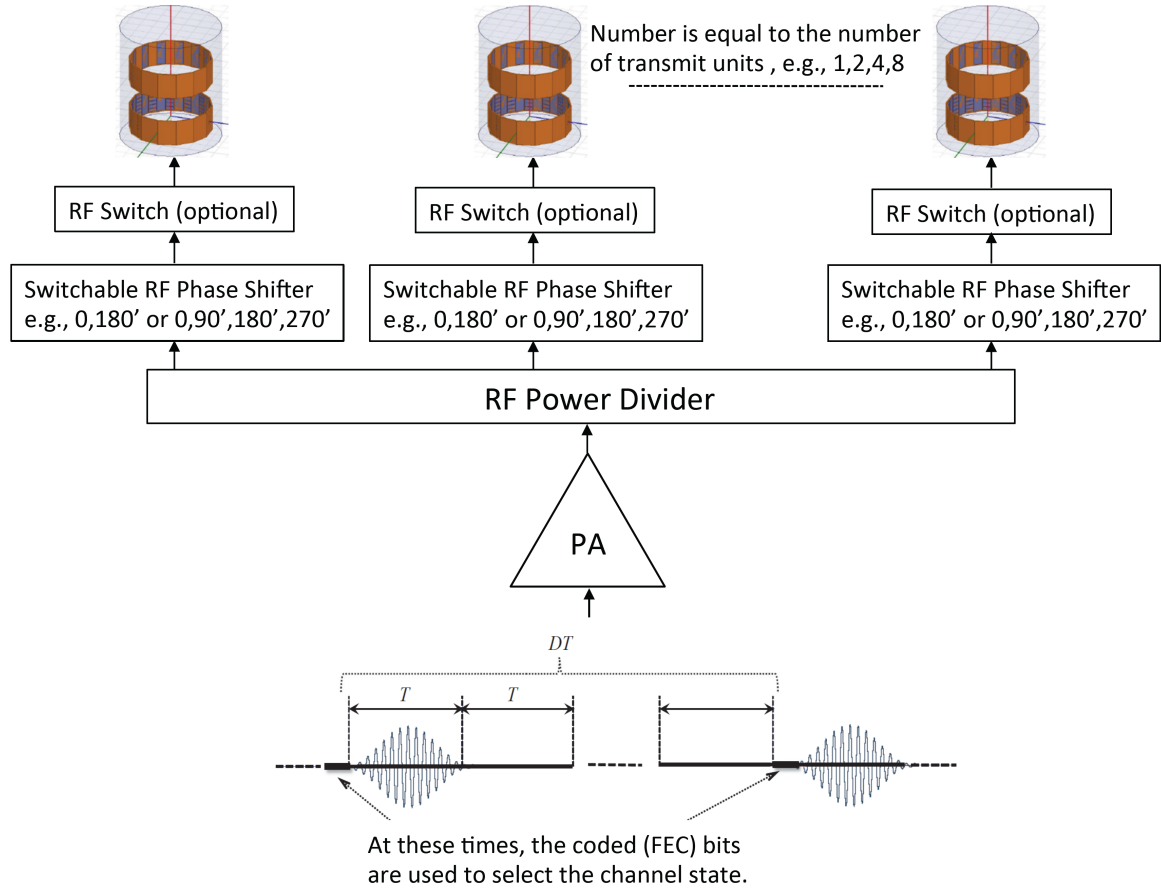 Number is equal to the number
of transmit units , e.g., 1,2,4,8
RF Switch (optional)
RF Switch (optional)
RF Switch (optional)
Switchable RF Phase Shifter
e.g., 0,180’ or 0,90’,180’,270’
Switchable RF Phase Shifter
e.g., 0,180’ or 0,90’,180’,270’
Switchable RF Phase Shifter
e.g., 0,180’ or 0,90’,180’,270’
RF Power Divider
PA
DT
T
T
At these times, the coded (FEC) bits
are used to select the channel state.